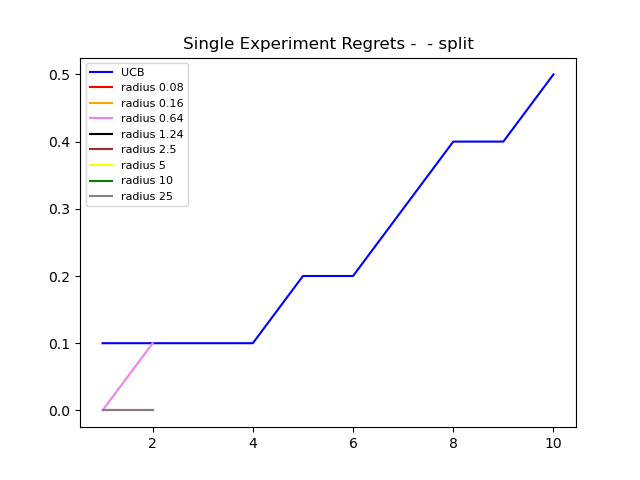 Single Experiment Regrets -  - split
UCB
radius 0.08
radius 0.16
radius 0.64
radius 1.24
radius 2.5
radius 5
radius 10
radius 25
0.5
0.4
0.3
0.2
0.1
0.0
2 4 6 8 10